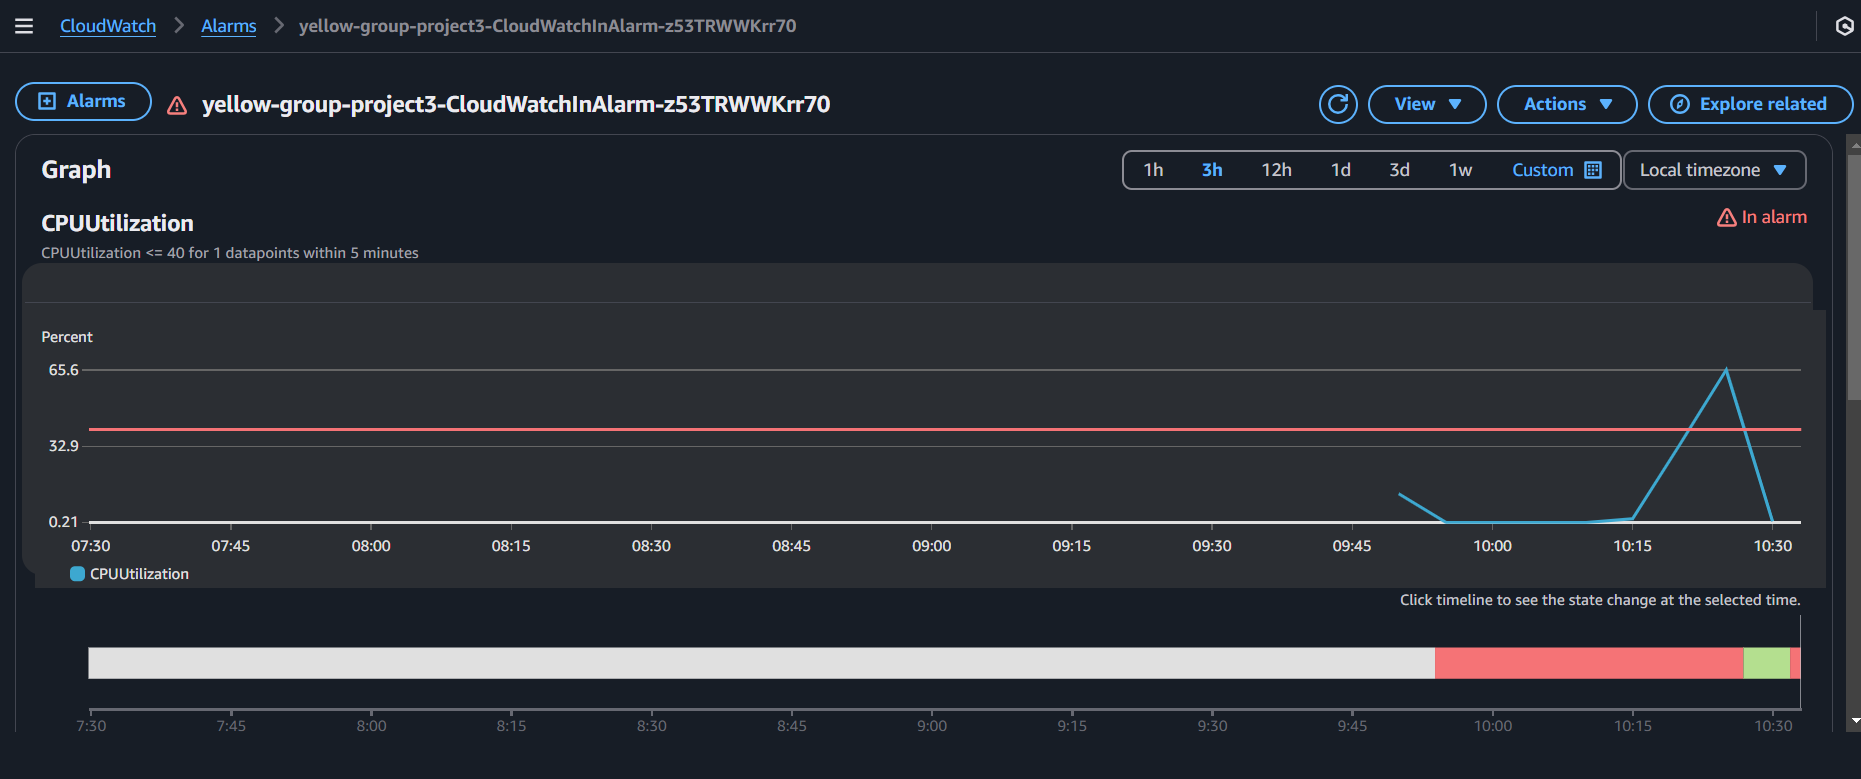 CloudWatch > Alarms > yellow-group-project3-CloudWatchInAlarm-z53TRWWKrr70
Alarms
yellow-group-project3-CloudWatchInAlarm-z53TRWWKrr70
View
Actions
Explore related
Graph
1h 3h 12h 1d 3d 1w Custom
Local timezone
CPUUtilization
In alarm
CPUUtilization <= 40 for 1 datapoints within 5 minutes
Percent
65.6
32.9
0.21
07:30 07:45 08:00 08:15 08:30 08:45 09:00 09:15 09:30 09:45 10:00 10:15 10:30
CPUUtilization
Click timeline to see the state change at the selected time.
7:30 7:45 8:00 8:15 8:30 8:45 9:00 9:15 9:30 9:45 10:00 10:15 10:30